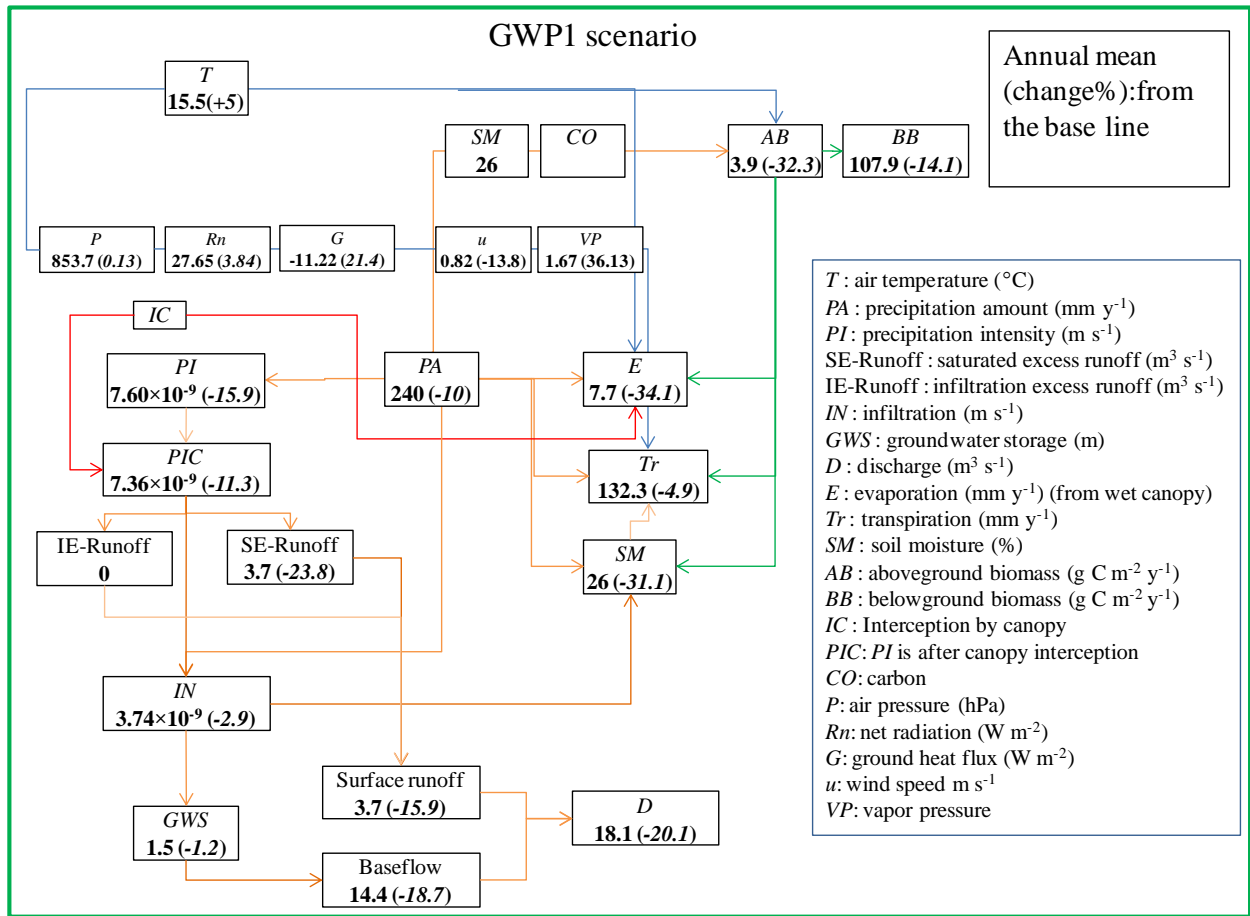 GWP1 scenario
Annual mean
(change%):from
the base line
T
15.5(+5)
SM
26
CO
AB
3.9 (-32.3)
BB
107.9 (-14.1)
P
853.7 (0.13)
Rn
27.65 (3.84)
G
-11.22 (21.4)
u
0.82 (-13.8)
VP
1.67 (36.13)
IC
PI
7.60×10⁻⁹ (-15.9)
PA
240 (-10)
E
7.7 (-34.1)
PIC
7.36×10⁻⁹ (-11.3)
Tr
132.3 (-4.9)
IE-Runoff
0
SE-Runoff
3.7 (-23.8)
SM
26 (-31.1)
IN
3.74×10⁻⁹ (-2.9)
Surface runoff
3.7 (-15.9)
D
18.1 (-20.1)
GWS
1.5 (-1.2)
Baseflow
14.4 (-18.7)
T : air temperature (°C)
PA : precipitation amount (mm y⁻¹)
PI : precipitation intensity (m s⁻¹)
SE-Runoff : saturated excess runoff (m³ s⁻¹)
IE-Runoff : infiltration excess runoff (m³ s⁻¹)
IN : infiltration (m s⁻¹)
GWS : groundwater storage (m)
D : discharge (m³ s⁻¹)
E : evaporation (mm y⁻¹) (from wet canopy)
Tr : transpiration (mm y⁻¹)
SM : soil moisture (%)
AB : aboveground biomass (g C m⁻² y⁻¹)
BB : belowground biomass (g C m⁻² y⁻¹)
IC : Interception by canopy
PIC: PI is after canopy interception
CO: carbon
P: air pressure (hPa)
Rn: net radiation (W m⁻²)
G: ground heat flux (W m⁻²)
u: wind speed m s⁻¹
VP: vapor pressure